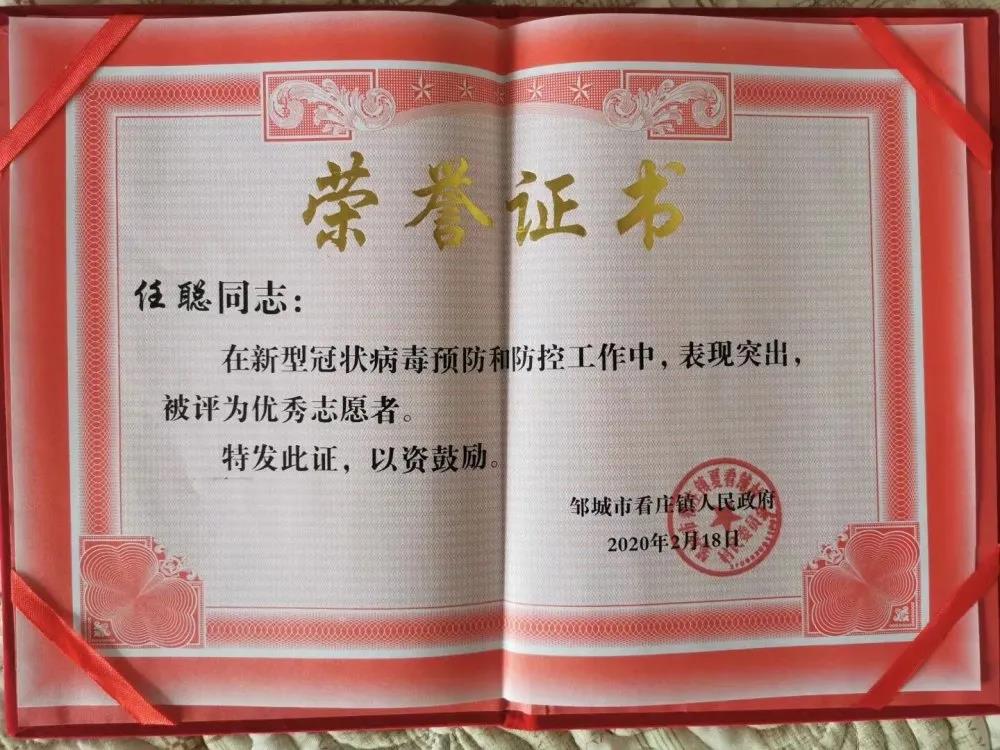 荣誉证书
任聪同志:
在新型冠状病毒预防和防控工作中,表现突出,
被评为优秀志愿者。
特发此证,以资鼓励。
邹城市看庄镇人民政府
2020年2月18日